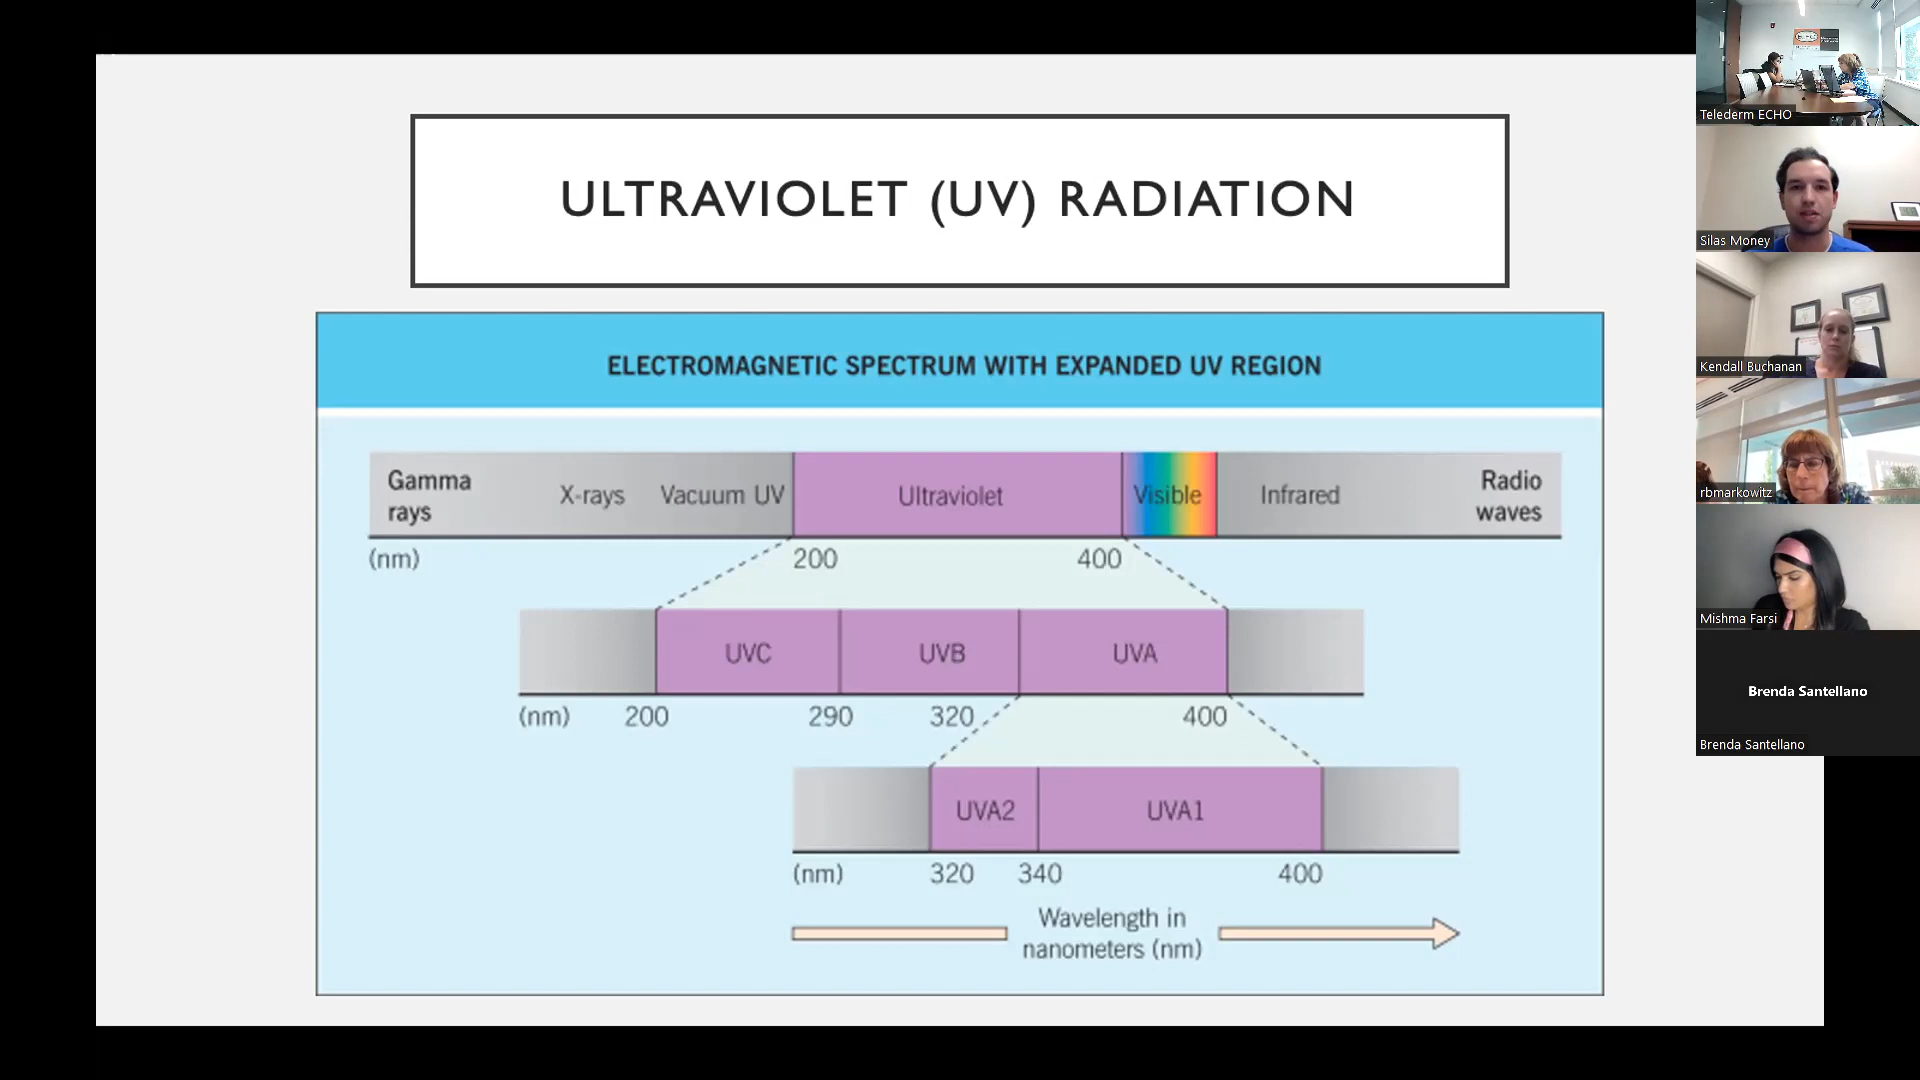 ULTRAVIOLET (UV) RADIATION
ELECTROMAGNETIC SPECTRUM WITH EXPANDED UV REGION
Gamma rays X-rays Vacuum UV Ultraviolet Visible Infrared Radio waves
(nm) 200 400
UVC UVB UVA
(nm) 200 290 320 400
UVA2 UVA1
(nm) 320 340 400
Wavelength in
nanometers (nm)
Telederm ECHO
Silas Money
Kendall Buchanan
rbmarkowitz
Mishma Farsi
Brenda Santellano
Brenda Santellano